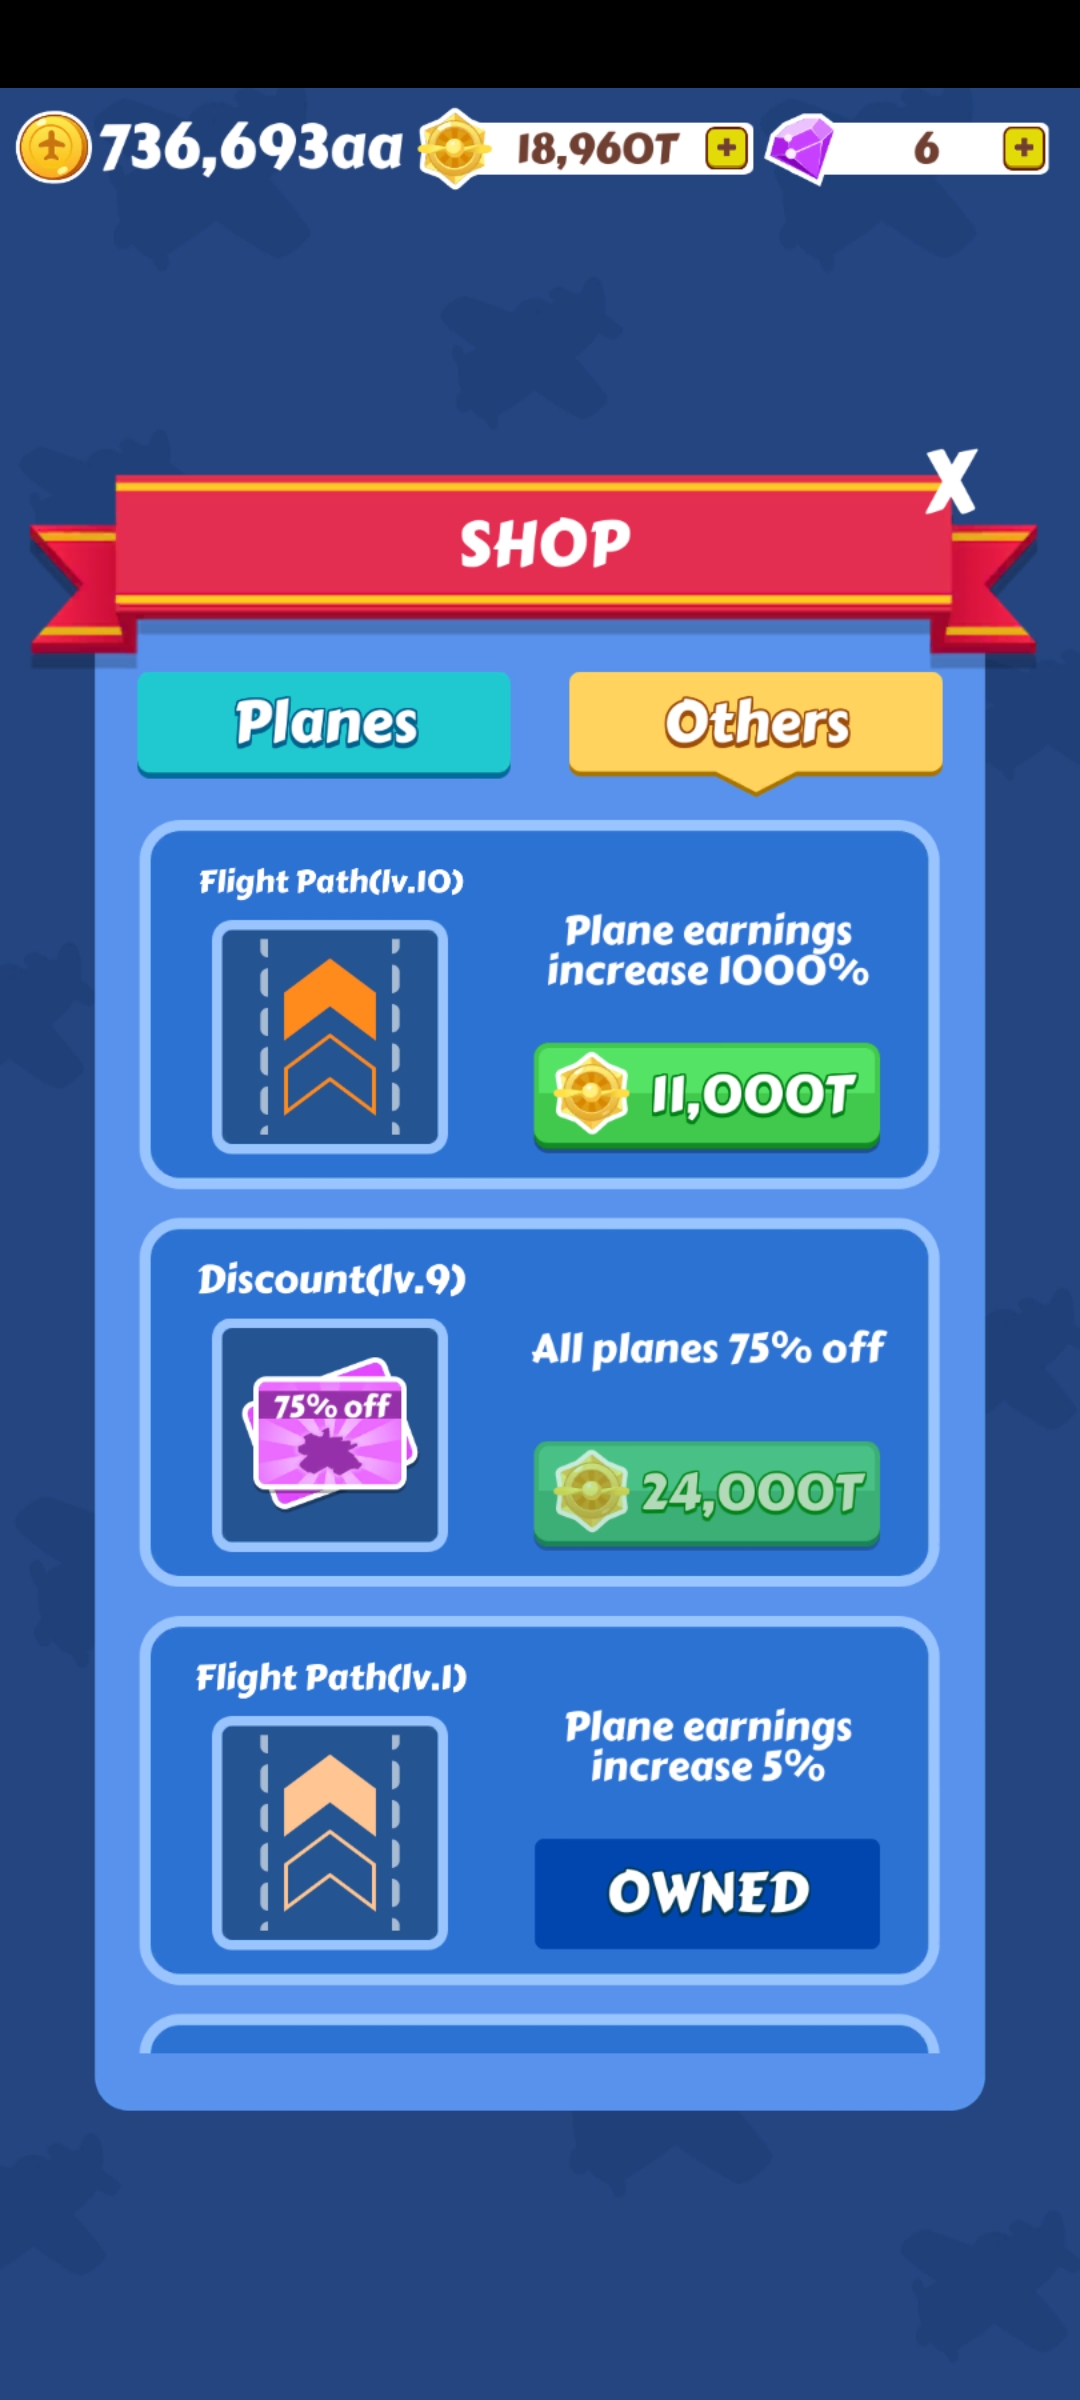 736,693aa 18,960T + 6 +
X
SHOP
Planes Others
Flight Path(lv.10)
Plane earnings
increase 1000%
11,000T
Discount(lv.9)
All planes 75% off
75% off
24,000T
Flight Path(lv.1)
Plane earnings
increase 5%
OWNED